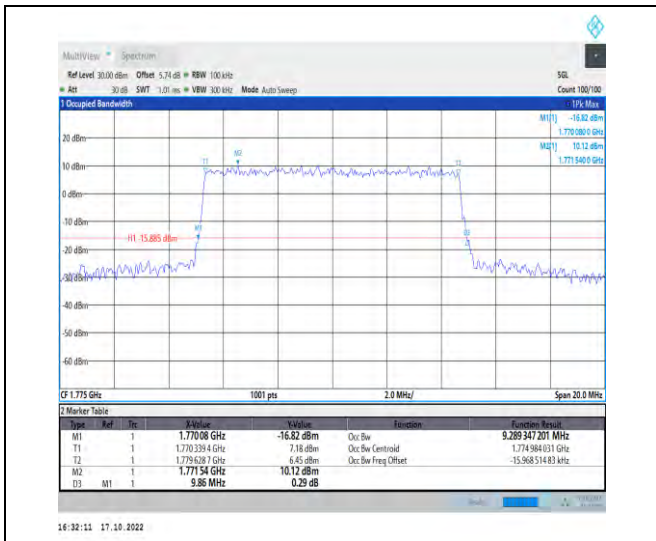 MultiView Spectrum
Ref Level 30.00 dBm Offset 5.74 dB RBW 100 kHz SGL
Att 30 dB SWT 1.01 ms VBW 300 kHz Mode Auto Sweep Count 100/100
1 Occupied Bandwidth 1Pk Max
M1[1] -16.82 dBm
1.770 080 0 GHz
M2[1] 10.12 dBm
1.771 540 0 GHz
20 dBm
M2
T1 T2
10 dBm
0 dBm
-10 dBm
M1
H1 -15.885 dBm
-20 dBm
-30 dBm
-40 dBm
-50 dBm
-60 dBm
CF 1.775 GHz 1001 pts 2.0 MHz/ Span 20.0 MHz
2 Marker Table
Type Ref Trc X-Value Y-Value Function Function Result
M1 1 1.77008 GHz -16.82 dBm Occ Bw 9.289 347 201 MHz
T1 1 1.770 339 4 GHz 7.18 dBm Occ Bw Centroid 1.774 984 031 GHz
T2 1 1.779 628 7 GHz 6.45 dBm Occ Bw Freq Offset -15.968 514 83 kHz
M2 1 1.771 54 GHz 10.12 dBm
D3 M1 1 9.86 MHz 0.29 dB
16:32:11 17.10.2022